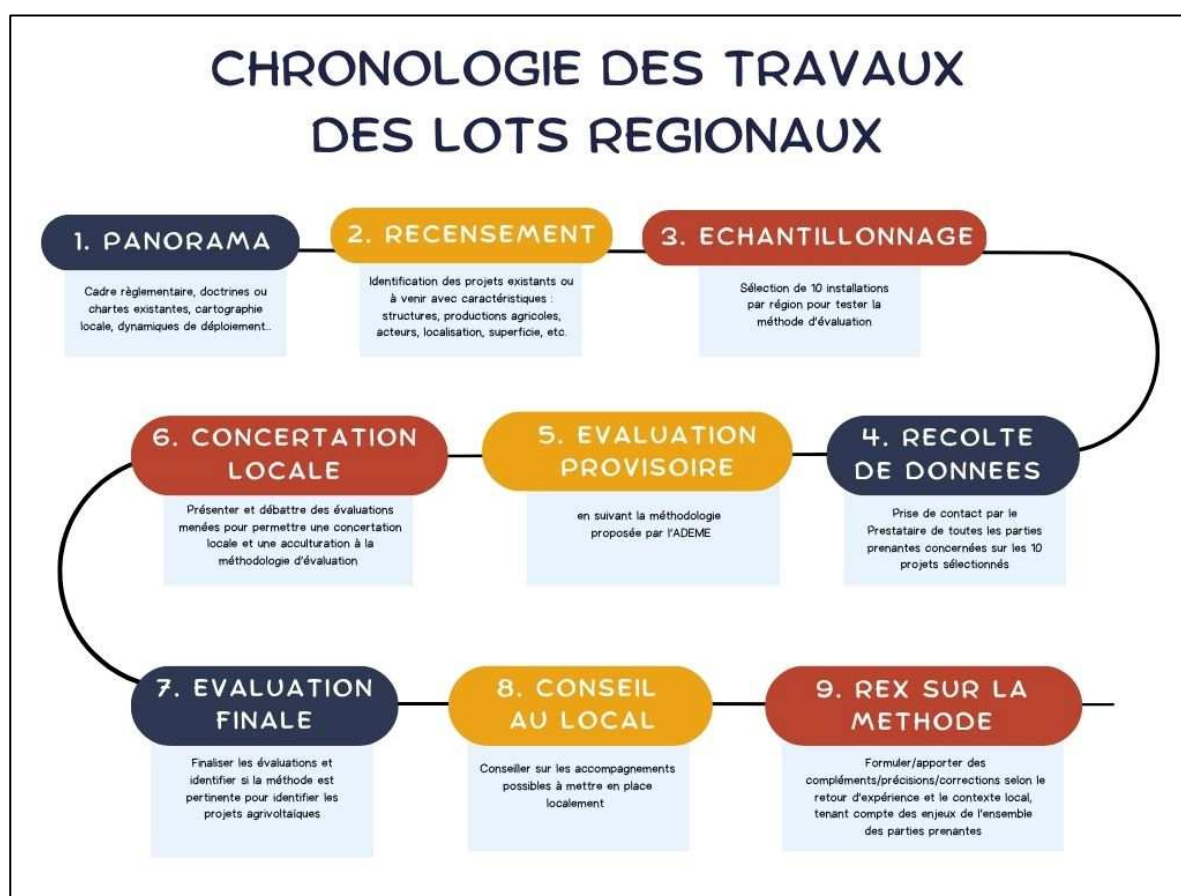 CHRONOLOGIE DES TRAVAUX
DES LOTS REGIONAUX
1. PANORAMA
Cadre règlementaire, doctrines ou
chartes existantes, cartographie
locale, dynamiques de déploiement...
2. RECENSEMENT
Identification des projets existants ou
à venir avec caractéristiques :
structures, productions agricoles,
acteurs, localisation, superficie, etc.
3. ECHANTILLONNAGE
Sélection de 10 installations
par région pour tester la
méthode d'évaluation
4. RECOLTE
DE DONNEES
Prise de contact par le
Prestataire de toutes les parties
prenantes concernées sur les 10
projets sélectionnés
5. EVALUATION
PROVISOIRE
en suivant la méthodologie
proposée par l'ADEME
6. CONCERTATION
LOCALE
Présenter et débattre des évaluations
menées pour permettre une concertation
locale et une acculturation à la
méthodologie d'évaluation
7. EVALUATION
FINALE
Finaliser les évaluations et
identifier si la méthode est
pertinente pour identifier les
projets agrivoltaïques
8. CONSEIL
AU LOCAL
Conseiller sur les accompagnements
possibles à mettre en place
localement
9. REX SUR LA
METHODE
Formuler/apporter des
compléments/précisions/corrections selon le
retour d'expérience et le contexte local,
tenant compte des enjeux de l'ensemble
des parties prenantes